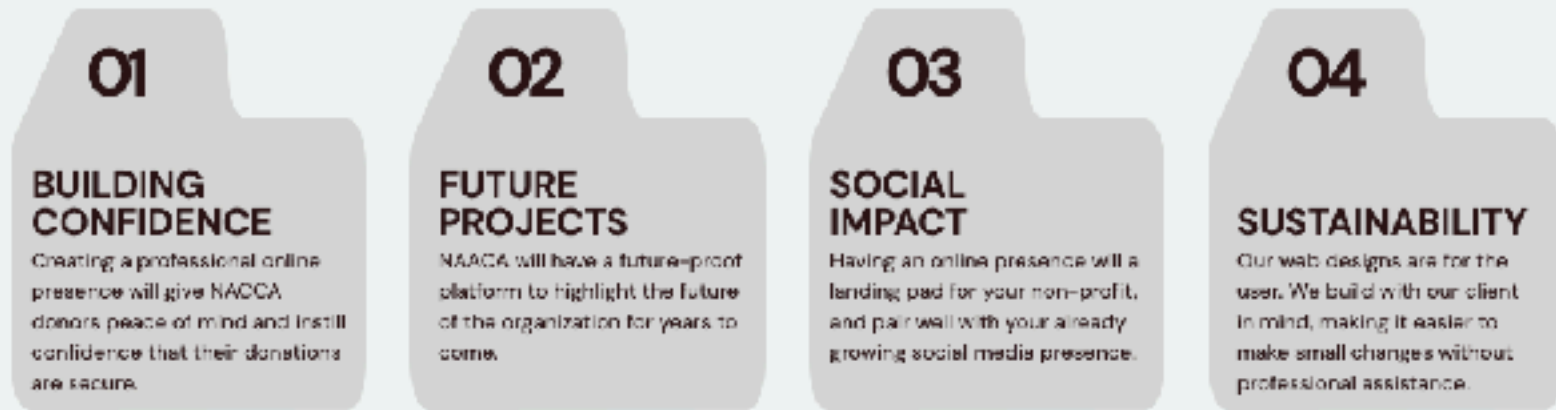 01
BUILDING
CONFIDENCE
Creating a professional online
presence will give NACCA
donors peace of mind and instill
confidence that their donations
are secure.
02
FUTURE
PROJECTS
NAACA will have a future-proof
platform to highlight the future
of the organization for years to
come.
03
SOCIAL
IMPACT
Having an online presence will a
landing pad for your non-profit,
and pair well with your already
growing social media presence.
04
SUSTAINABILITY
Our web designs are for the
user. We build with our client
in mind, making it easier to
make small changes without
professional assistance.